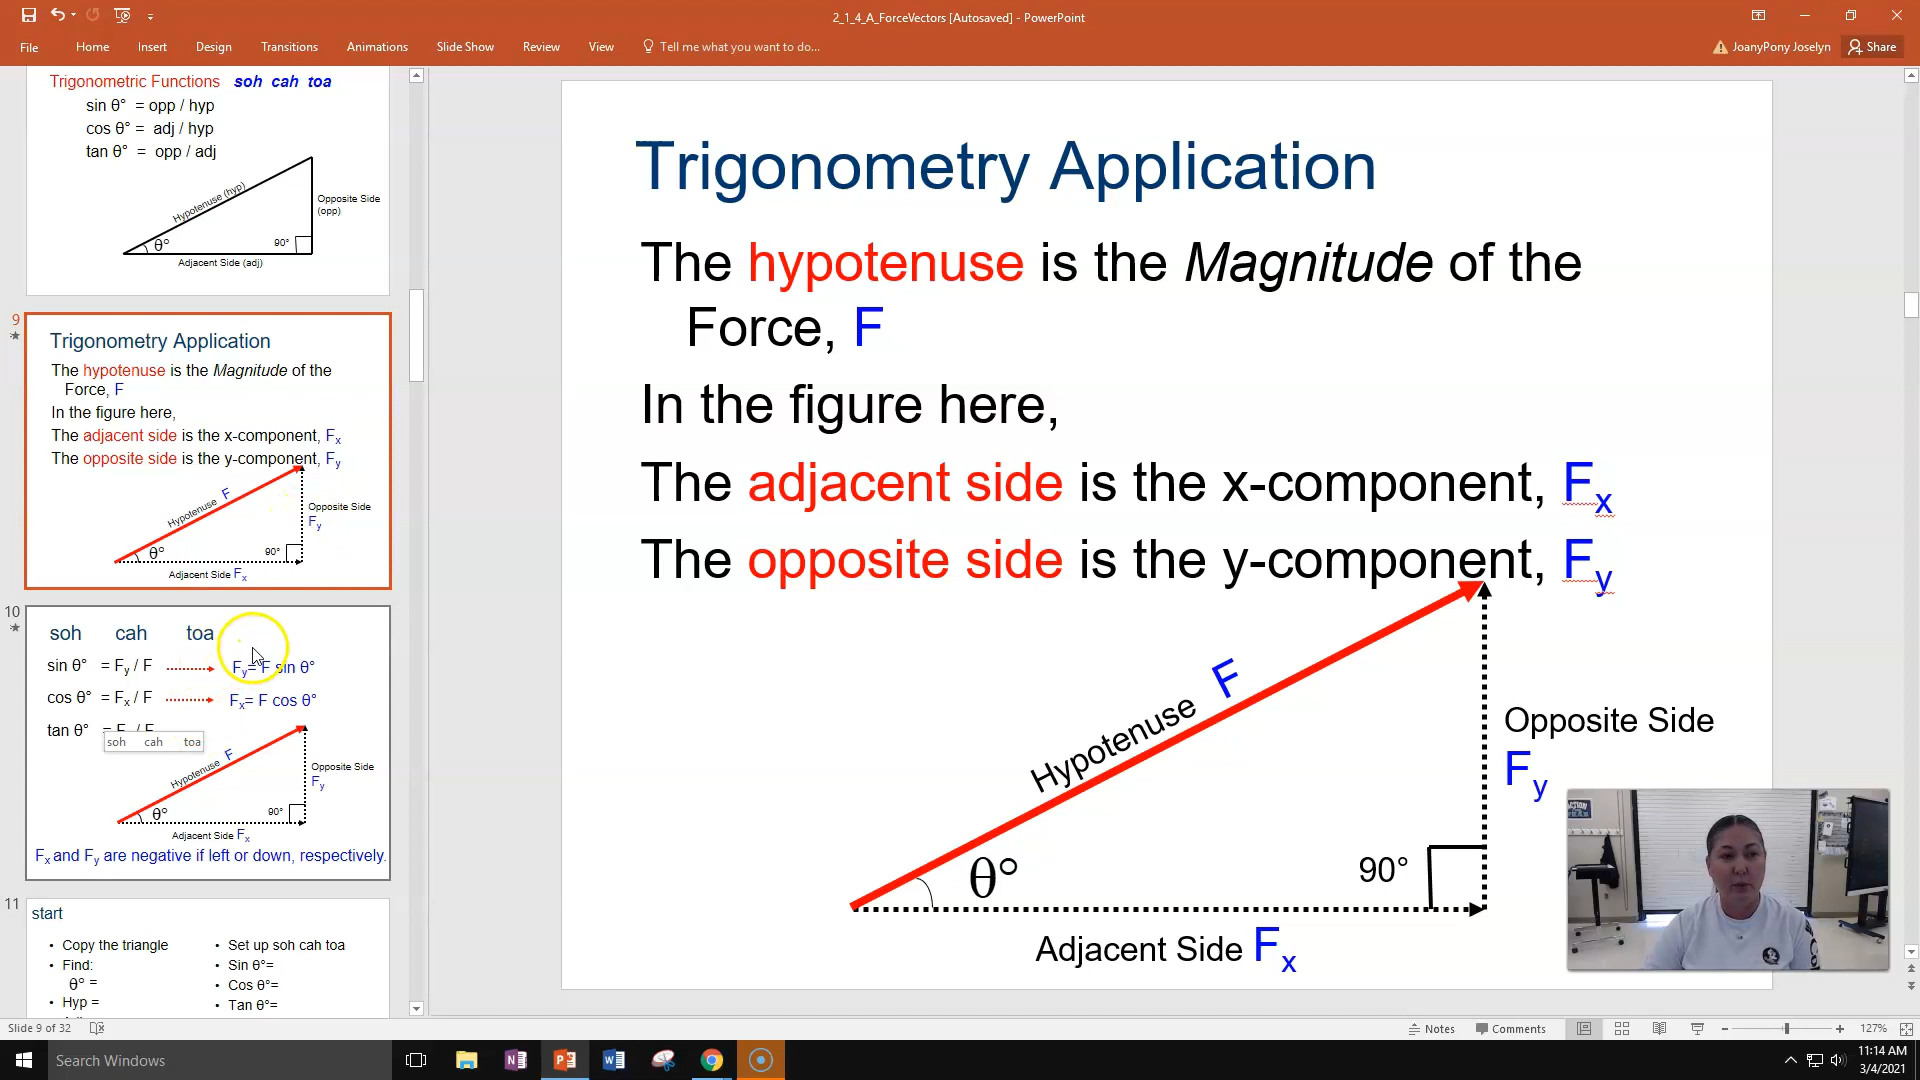 2_1_4_A_ForceVectors [Autosaved] - PowerPoint
File Home Insert Design Transitions Animations Slide Show Review View Tell me what you want to do...
JoanyPony Joselyn Share
Trigonometric Functions soh cah toa
sin θ° = opp / hyp
cos θ° = adj / hyp
tan θ° = opp / adj
Hypotenuse (hyp)
Opposite Side
(opp)
θ°
90°
Adjacent Side (adj)
9
Trigonometry Application
The hypotenuse is the Magnitude of the
Force, F
In the figure here,
The adjacent side is the x-component, Fx
The opposite side is the y-component, Fy
Hypotenuse F
Opposite Side
Fy
θ°
90°
Adjacent Side Fx
10
soh cah toa
sin θ° = Fy / F
Fy= F sin θ°
cos θ° = Fx / F
Fx= F cos θ°
tan θ°
soh cah toa
Hypotenuse F
Opposite Side
Fy
θ°
90°
Adjacent Side Fx
Fx and Fy are negative if left or down, respectively.
11
start
• Copy the triangle
• Find:
θ° =
• Hyp =
• Set up soh cah toa
• Sin θ°=
• Cos θ°=
• Tan θ°=
Trigonometry Application
The hypotenuse is the Magnitude of the
Force, F
In the figure here,
The adjacent side is the x-component, Fx
The opposite side is the y-component, Fy
Hypotenuse F
Opposite Side
Fy
θ°
90°
Adjacent Side Fx
Slide 9 of 32
Notes Comments 127%
Search Windows
11:14 AM
3/4/2021